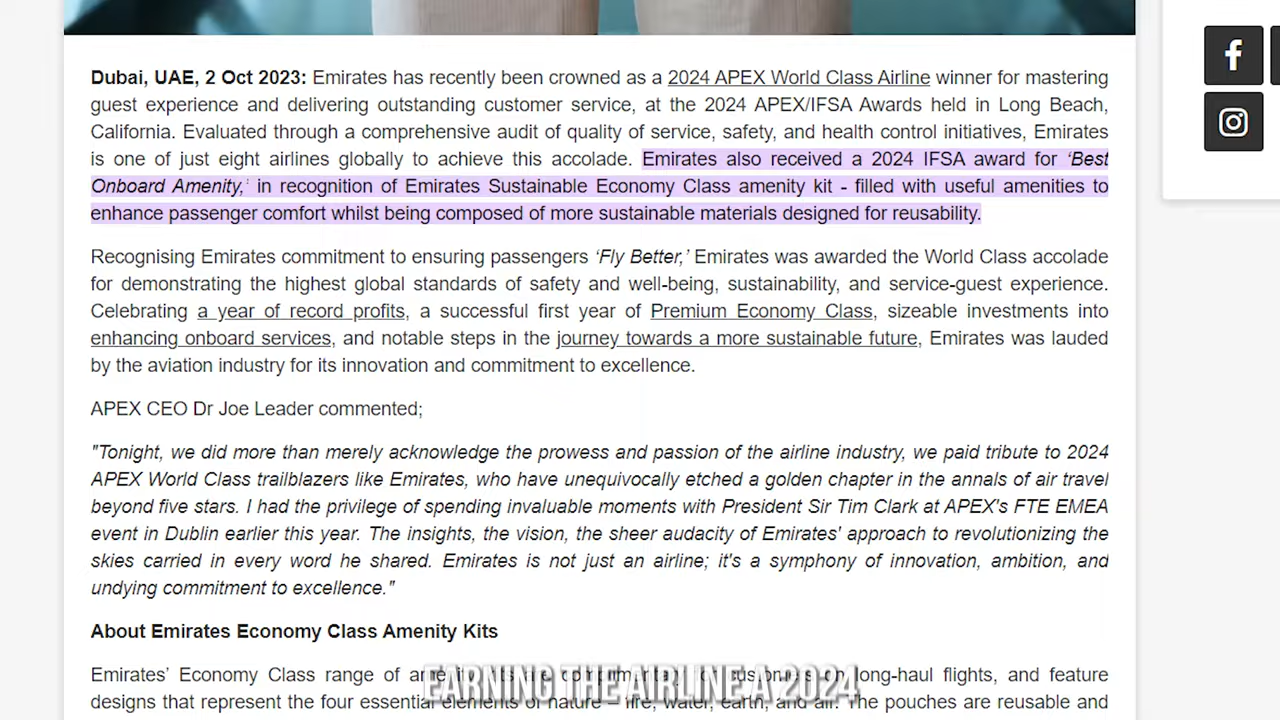 Dubai, UAE, 2 Oct 2023: Emirates has recently been crowned as a 2024 APEX World Class Airline winner for mastering
guest experience and delivering outstanding customer service, at the 2024 APEX/IFSA Awards held in Long Beach,
California. Evaluated through a comprehensive audit of quality of service, safety, and health control initiatives, Emirates
is one of just eight airlines globally to achieve this accolade. Emirates also received a 2024 IFSA award for ‘Best
Onboard Amenity,’ in recognition of Emirates Sustainable Economy Class amenity kit - filled with useful amenities to
enhance passenger comfort whilst being composed of more sustainable materials designed for reusability.
Recognising Emirates commitment to ensuring passengers ‘Fly Better,’ Emirates was awarded the World Class accolade
for demonstrating the highest global standards of safety and well-being, sustainability, and service-guest experience.
Celebrating a year of record profits, a successful first year of Premium Economy Class, sizeable investments into
enhancing onboard services, and notable steps in the journey towards a more sustainable future, Emirates was lauded
by the aviation industry for its innovation and commitment to excellence.
APEX CEO Dr Joe Leader commented;
"Tonight, we did more than merely acknowledge the prowess and passion of the airline industry, we paid tribute to 2024
APEX World Class trailblazers like Emirates, who have unequivocally etched a golden chapter in the annals of air travel
beyond five stars. I had the privilege of spending invaluable moments with President Sir Tim Clark at APEX's FTE EMEA
event in Dublin earlier this year. The insights, the vision, the sheer audacity of Emirates' approach to revolutionizing the
skies carried in every word he shared. Emirates is not just an airline; it's a symphony of innovation, ambition, and
undying commitment to excellence."
About Emirates Economy Class Amenity Kits
Emirates’ Economy Class range of long-haul flights, and feature
designs that represent the four essential elements of nature – fire, water, earth, and air. The pouches are reusable and
EARNING THE AIRLINE A 2024